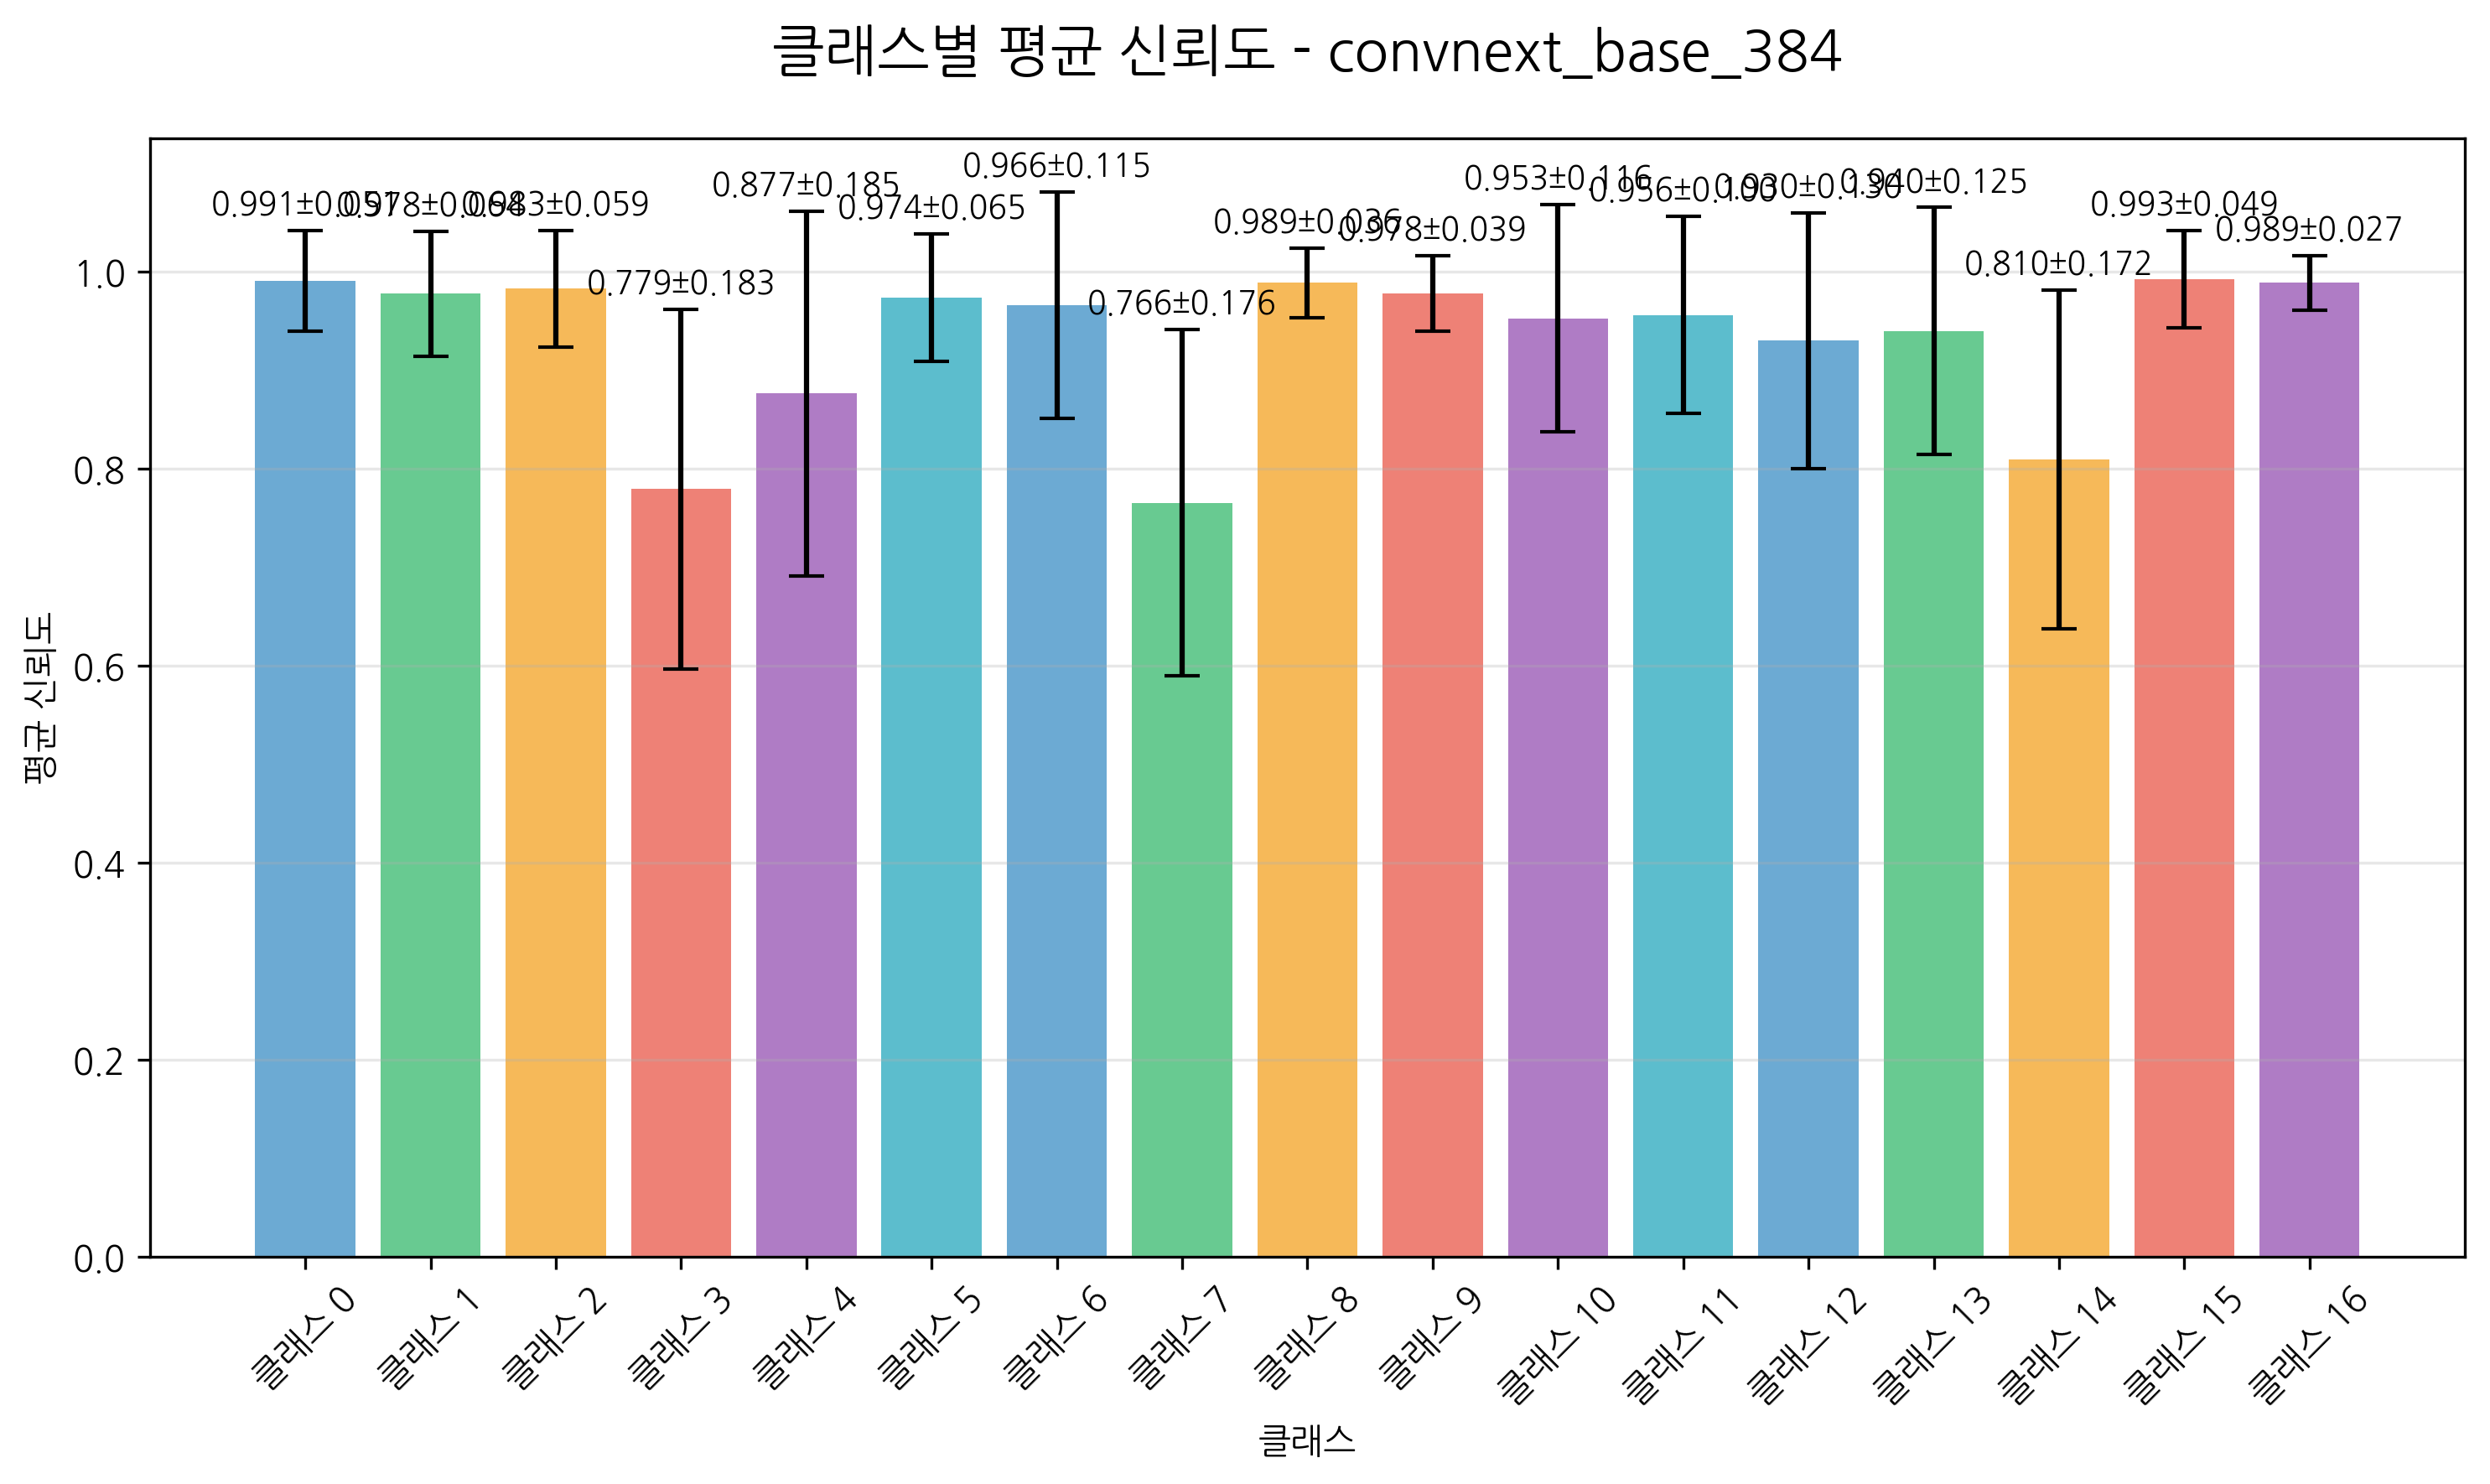 클래스별 평균 신뢰도 - convnext_base_384
0.991±0.051
0.978±0.064
0.983±0.059
0.779±0.183
0.877±0.185
0.974±0.065
0.966±0.115
0.766±0.176
0.989±0.036
0.978±0.039
0.953±0.116
0.956±0.100
0.930±0.130
0.940±0.125
0.810±0.172
0.993±0.049
0.989±0.027
평균 신뢰도
1.0
0.8
0.6
0.4
0.2
0.0
클래스 0
클래스 1
클래스 2
클래스 3
클래스 4
클래스 5
클래스 6
클래스 7
클래스 8
클래스 9
클래스 10
클래스 11
클래스 12
클래스 13
클래스 14
클래스 15
클래스 16
클래스